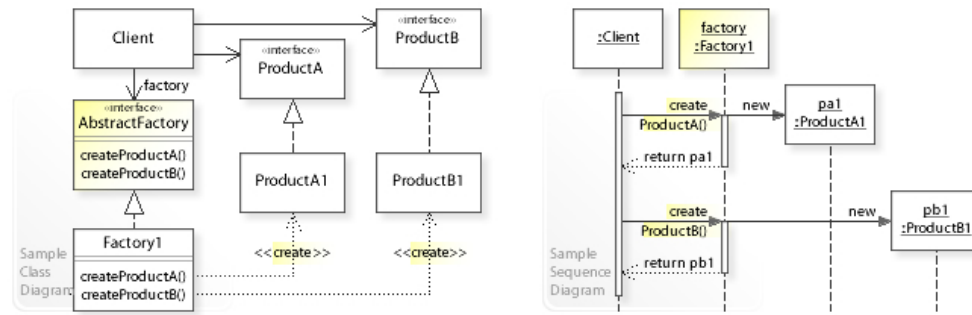 Client
factory
«interface»
AbstractFactory
createProductA()
createProductB()
Factory1
createProductA()
createProductB()
«interface»
ProductA
«interface»
ProductB
ProductA1
ProductB1
<<create>>
<<create>>
Sample
Class
Diagram
:Client
factory
:Factory1
create
ProductA()
new
pa1
:ProductA1
return pa1
create
ProductB()
new
pb1
:ProductB1
return pb1
Sample
Sequence
Diagram